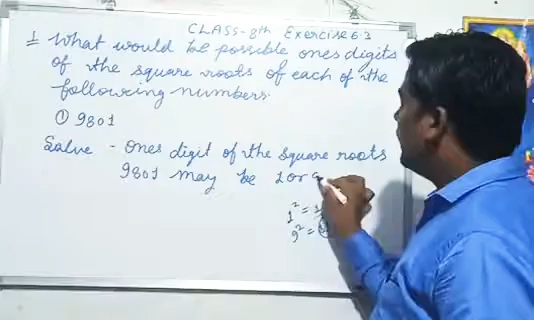 CLASS-8th Exercise 6.3
1 What would be possible ones digits
of the square roots of each of the
following numbers.
① 9801
Salve - Ones digit of the square roots
9801 may be 1 or 9
1² = 1
9² =